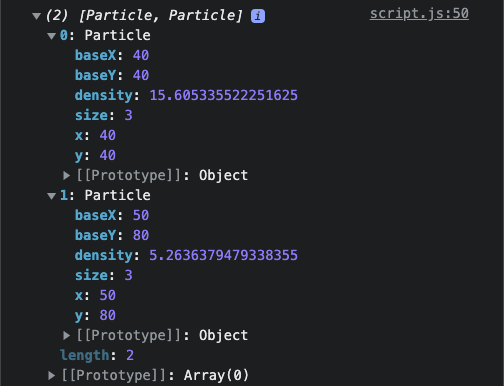 (2) [Particle, Particle] i script.js:50
0: Particle
baseX: 40
baseY: 40
density: 15.605335522251625
size: 3
x: 40
y: 40
[[Prototype]]: Object
1: Particle
baseX: 50
baseY: 80
density: 5.2636379479338355
size: 3
x: 50
y: 80
[[Prototype]]: Object
length: 2
[[Prototype]]: Array(0)